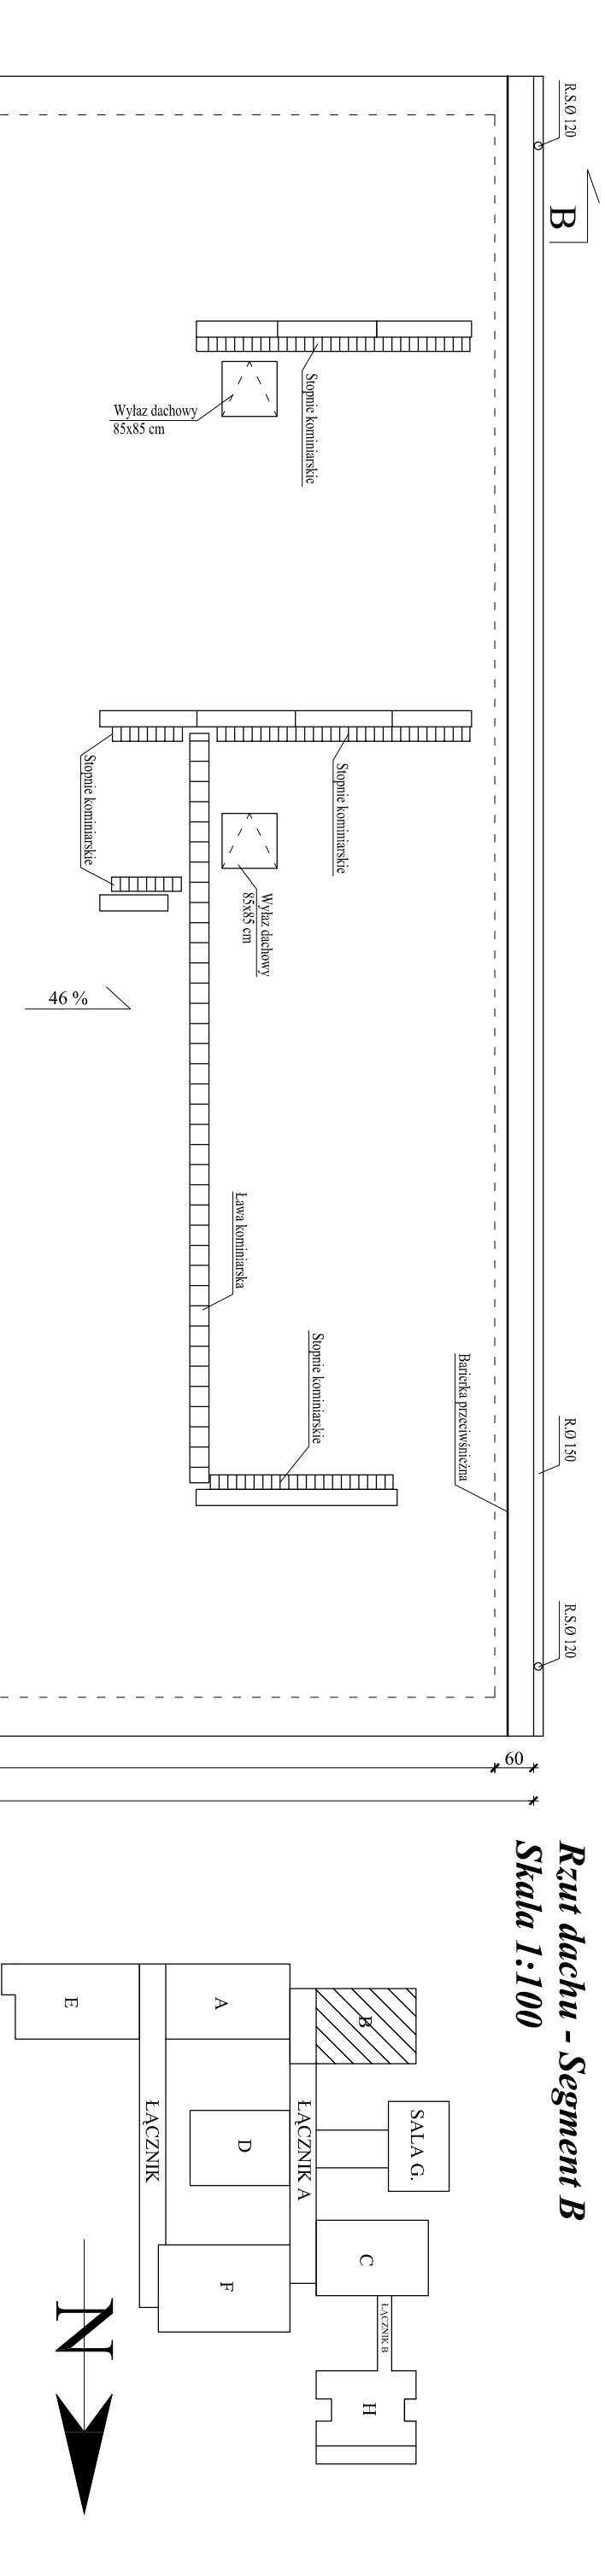 R.S.Ø 120
B
Stopnie kominiarskie
Wyłaz dachowy
85x85 cm
Stopnie kominiarskie
Stopnie kominiarskie
Wyłaz dachowy
85x85 cm
46 %
Ława kominiarska
Stopnie kominiarskie
Barierka przeciwśnieżna
R.Ø 150
R.S.Ø 120
60
Rzut dachu - Segment B
Skala 1:100
E
A
B
ŁĄCZNIK
D
ŁĄCZNIK A
SALA G.
F
C
ŁĄCZNIK B
H
N